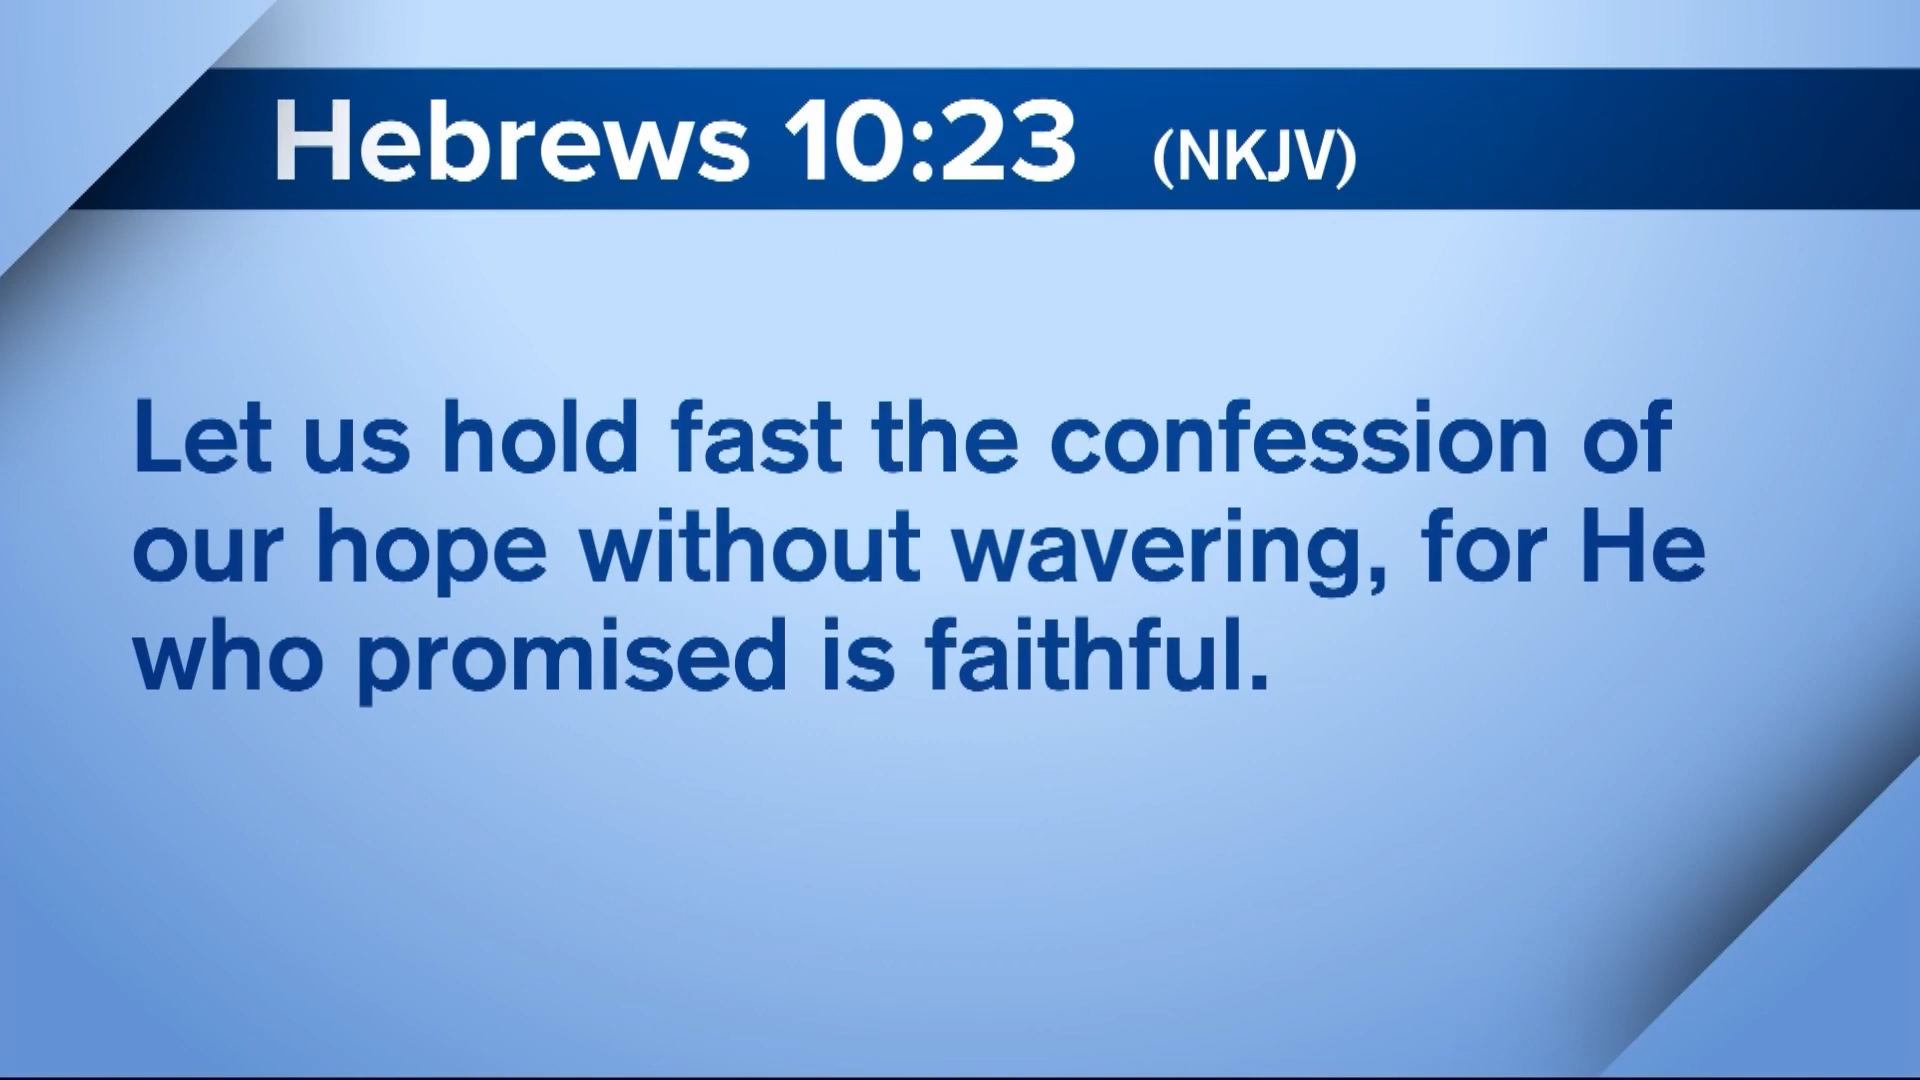 Hebrews 10:23 (NKJV)
Let us hold fast the confession of
our hope without wavering, for He
who promised is faithful.